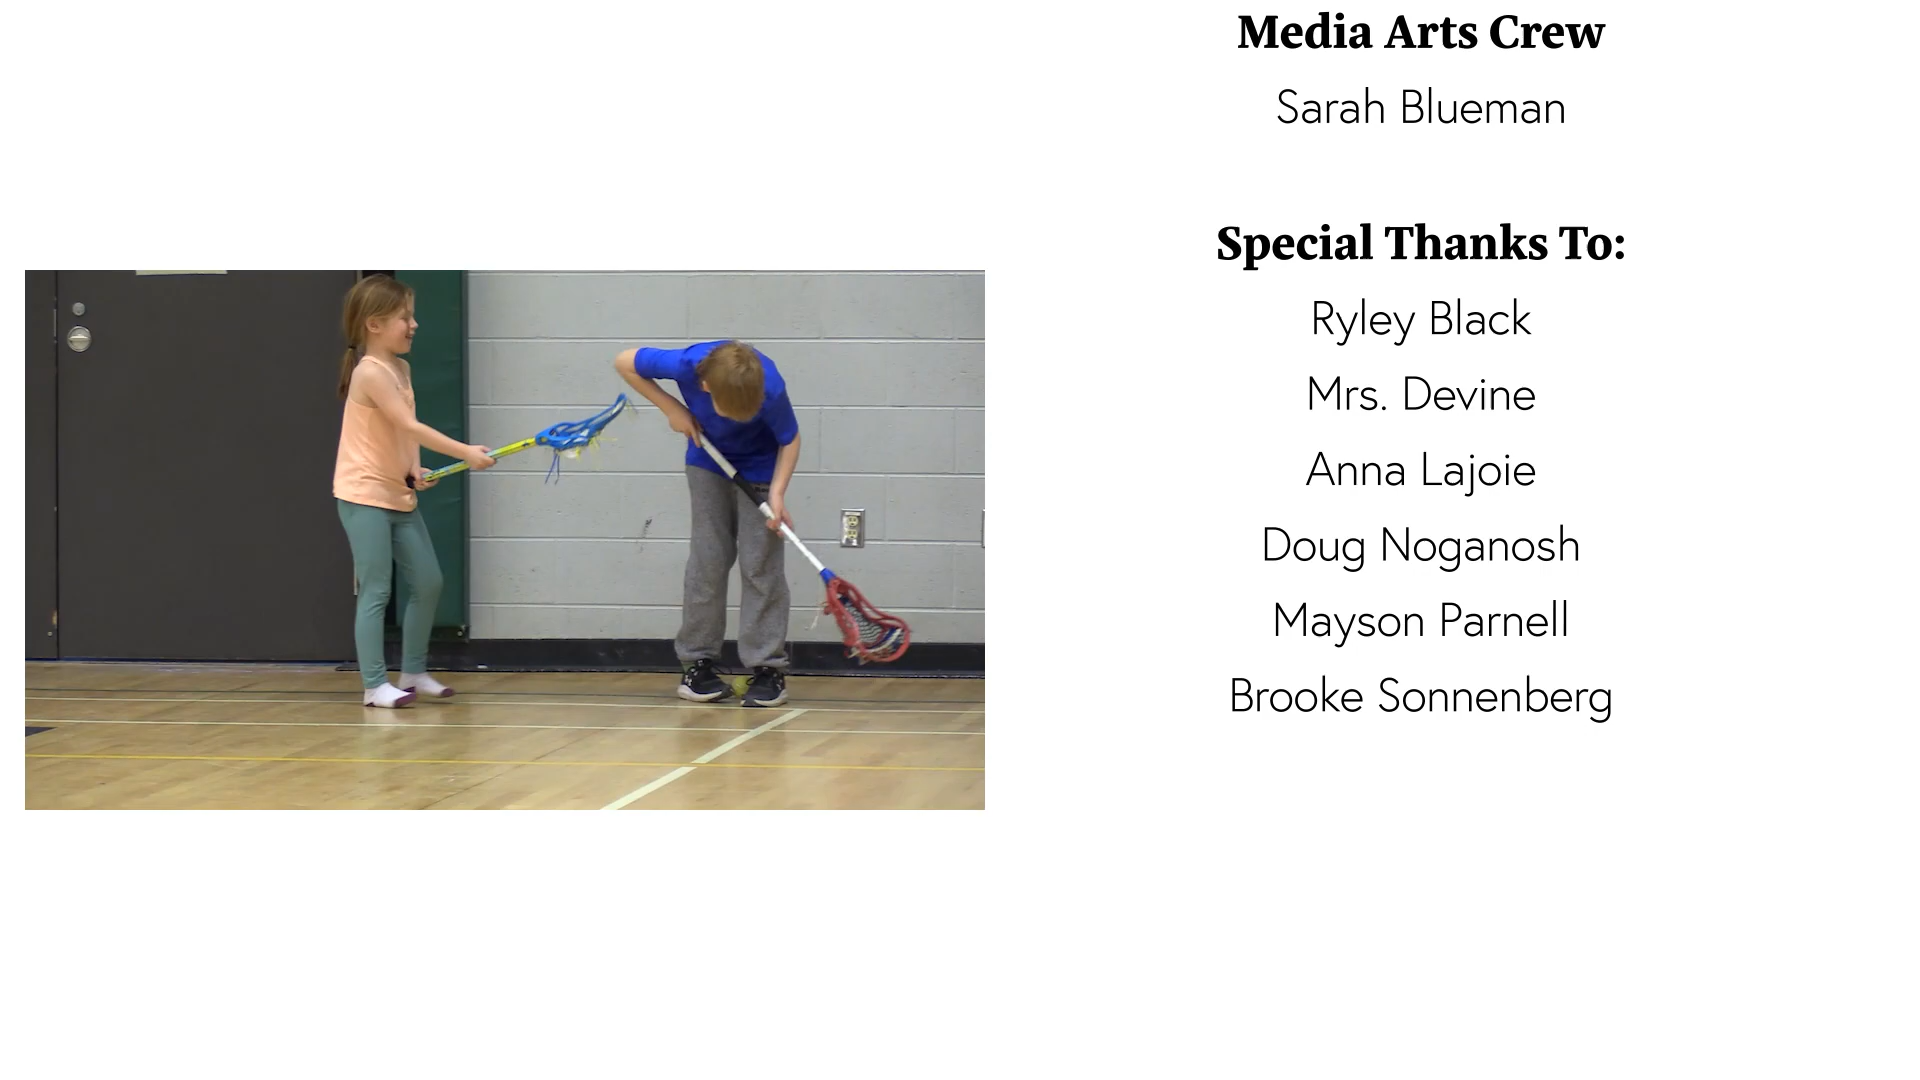 Media Arts Crew
Sarah Blueman
Special Thanks To:
Ryley Black
Mrs. Devine
Anna Lajoie
Doug Noganosh
Mayson Parnell
Brooke Sonnenberg